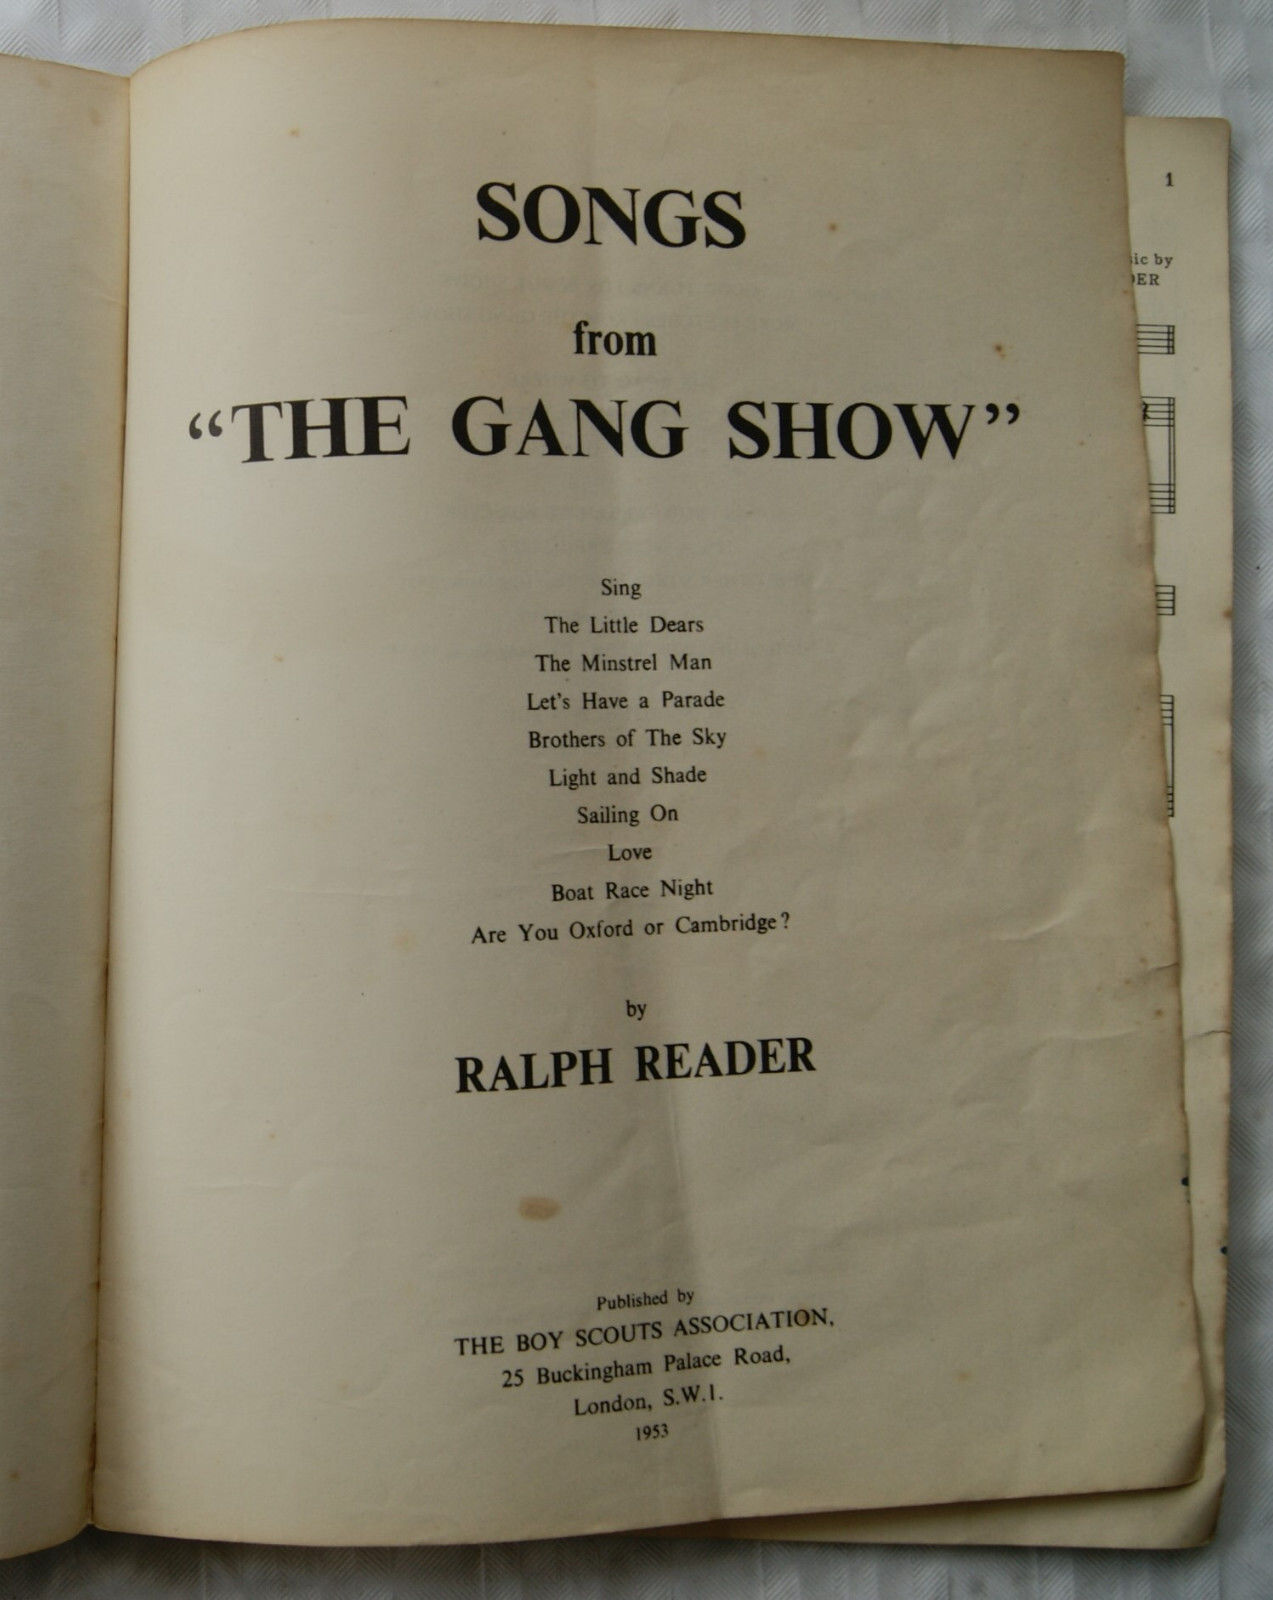 SONGS
from
“THE GANG SHOW”
Sing
The Little Dears
The Minstrel Man
Let's Have a Parade
Brothers of The Sky
Light and Shade
Sailing On
Love
Boat Race Night
Are You Oxford or Cambridge?
by
RALPH READER
Published by
THE BOY SCOUTS ASSOCIATION,
25 Buckingham Palace Road,
London, S.W.1.
1953
1
by